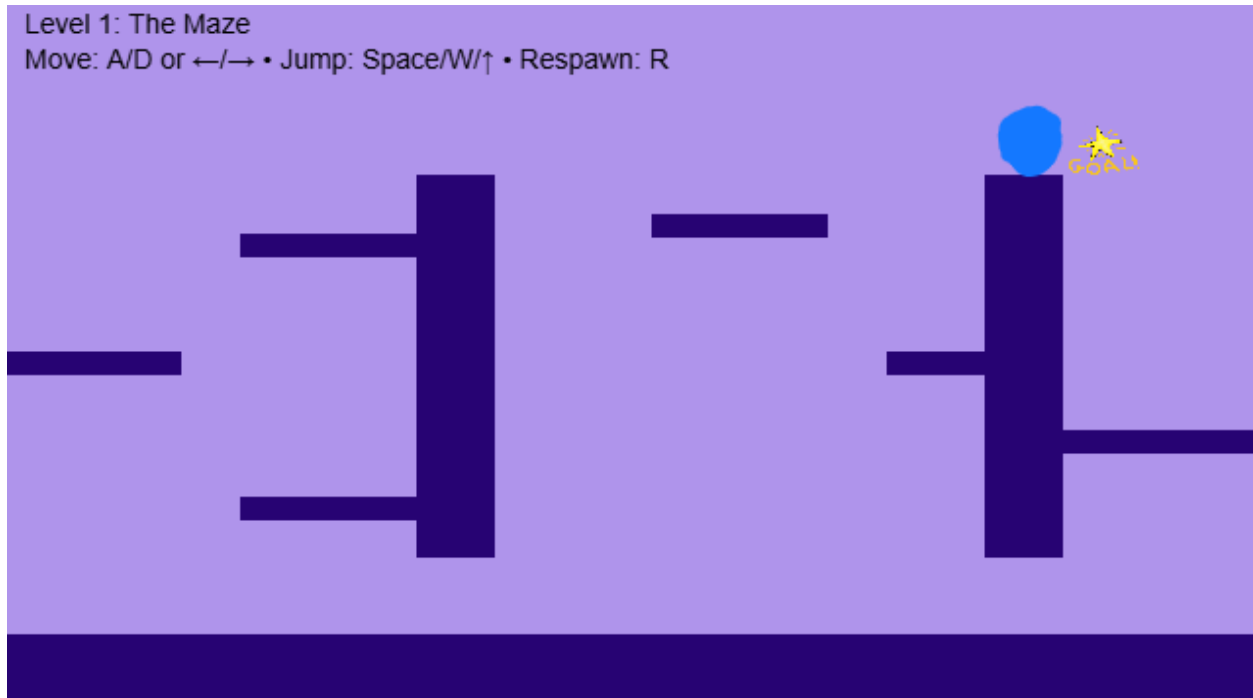 Level 1: The Maze
Move: A/D or ←/→ • Jump: Space/W/↑ • Respawn: R
GOAL!